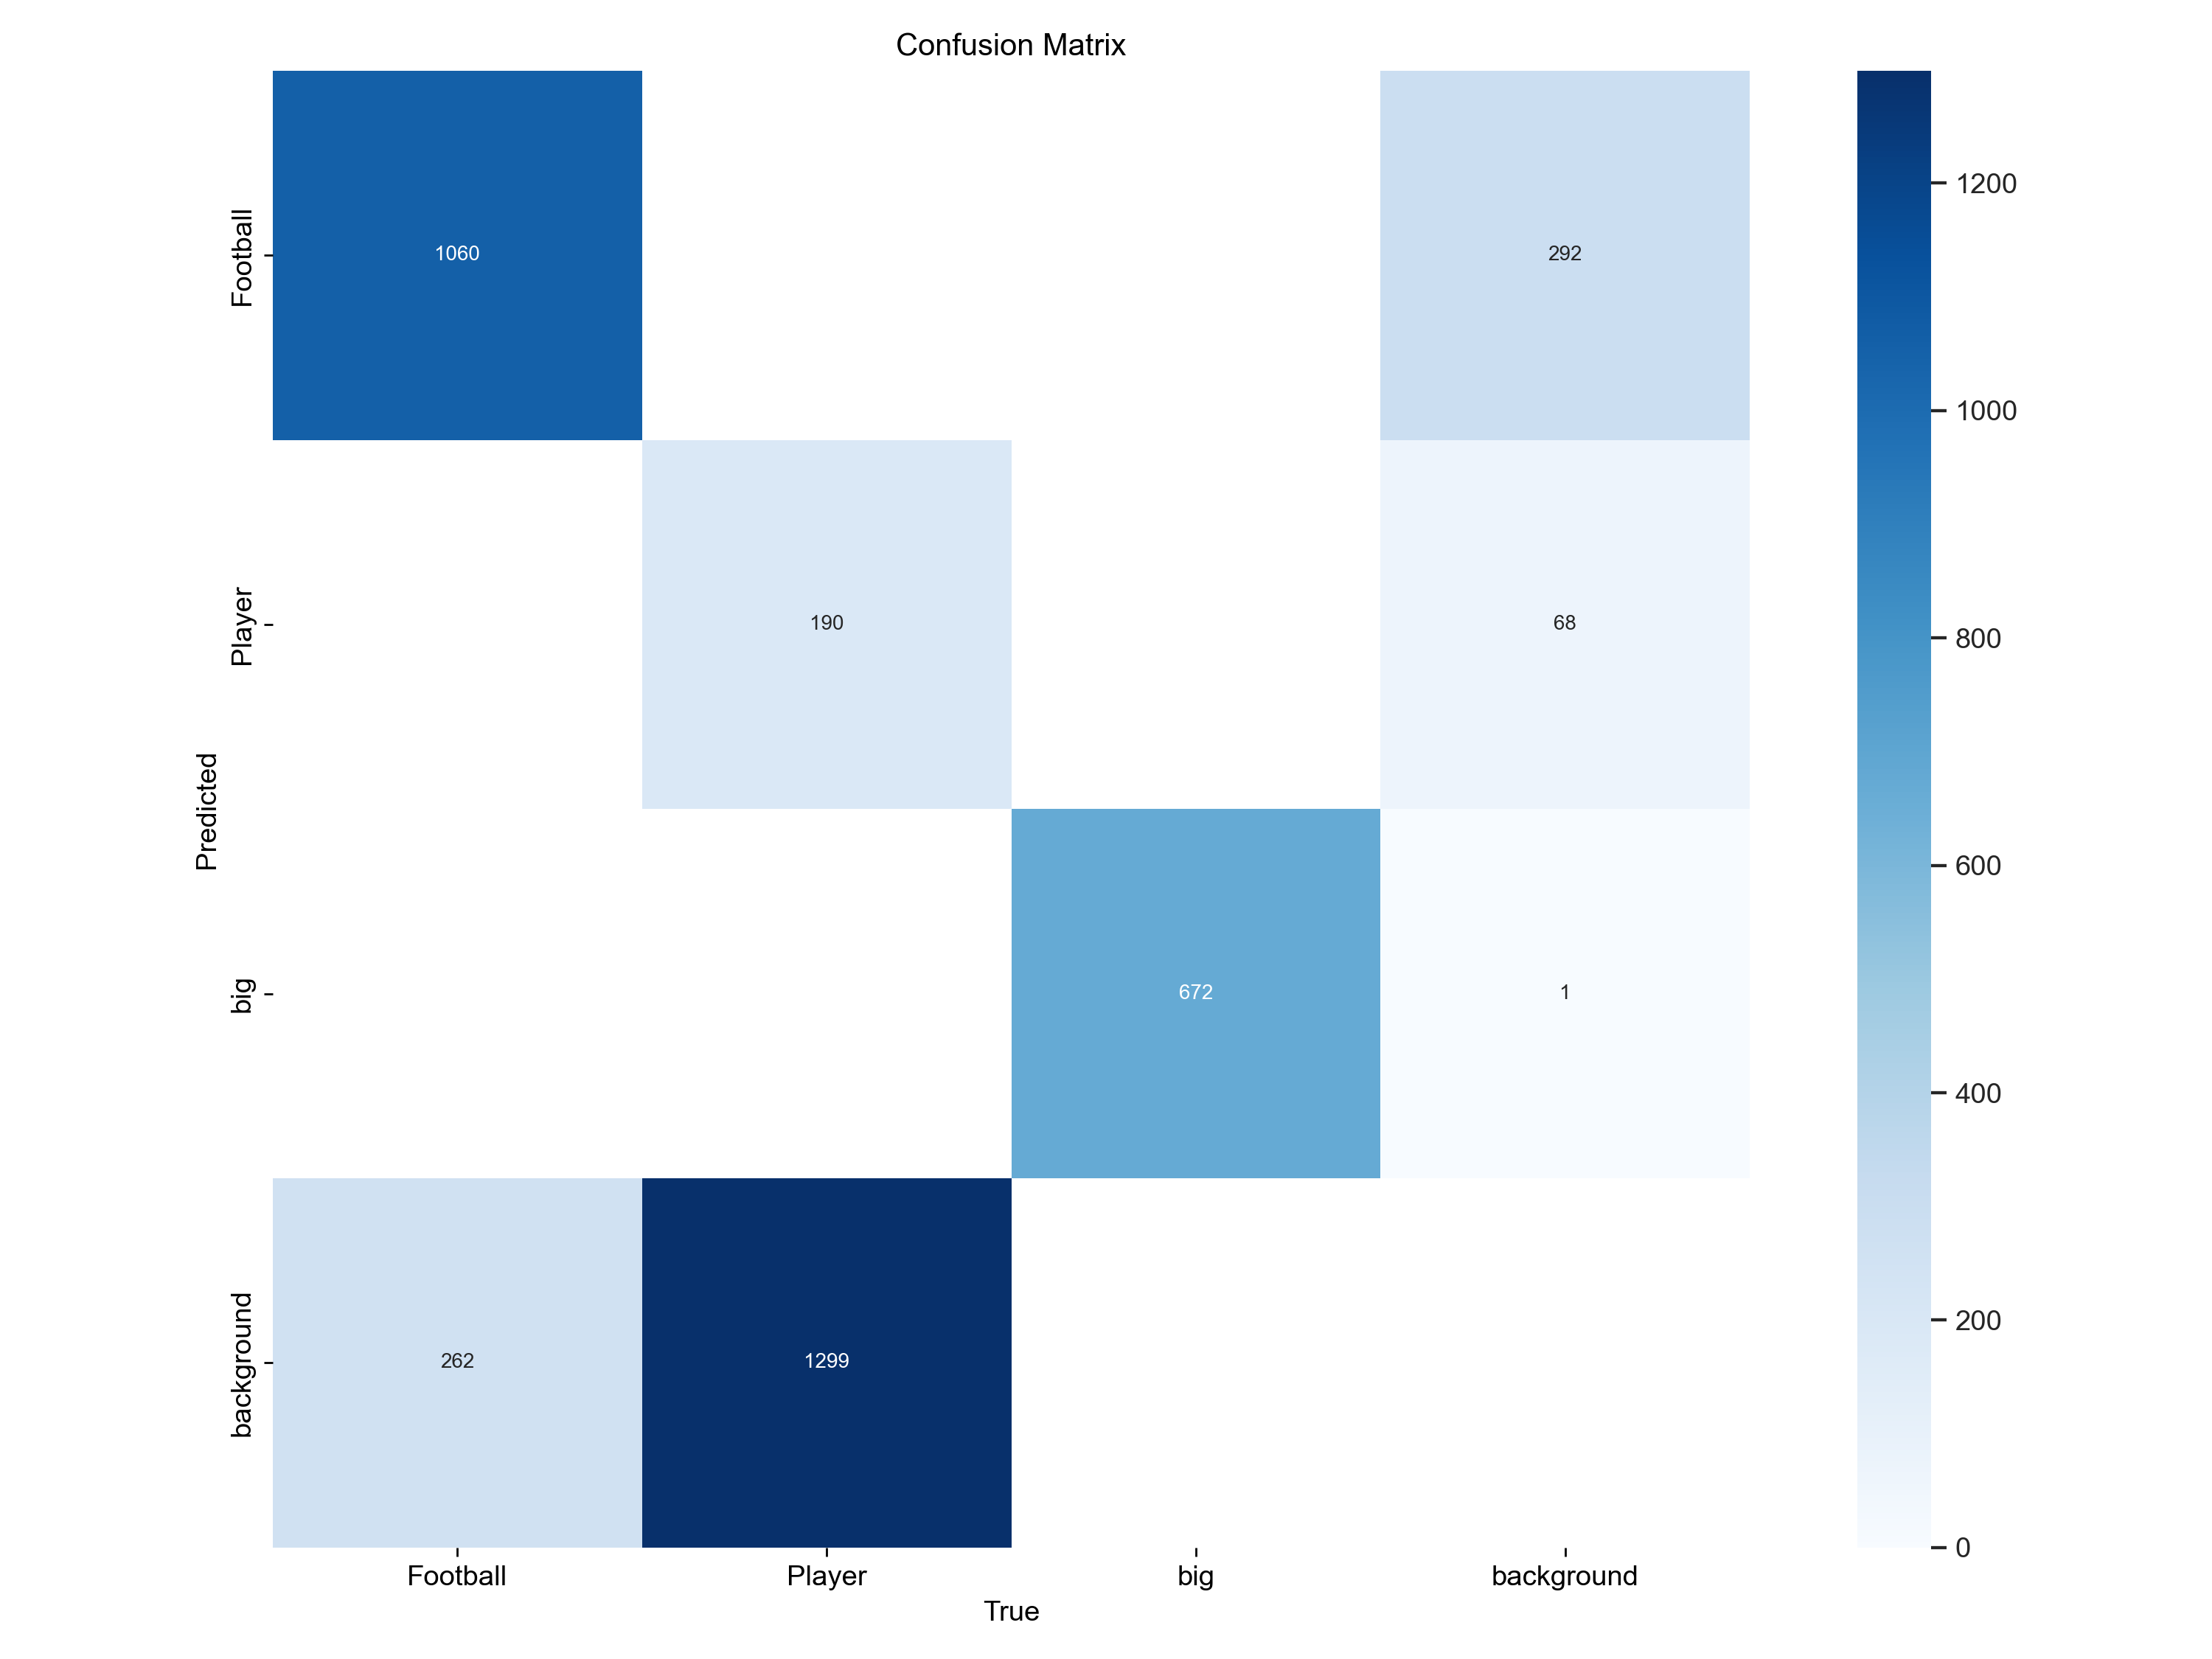 Confusion Matrix
Football
1060
292
1200
1000
Player
190
68
800
Predicted
big
672
1
600
400
background
262
1299
200
0
Football
Player
big
background
True